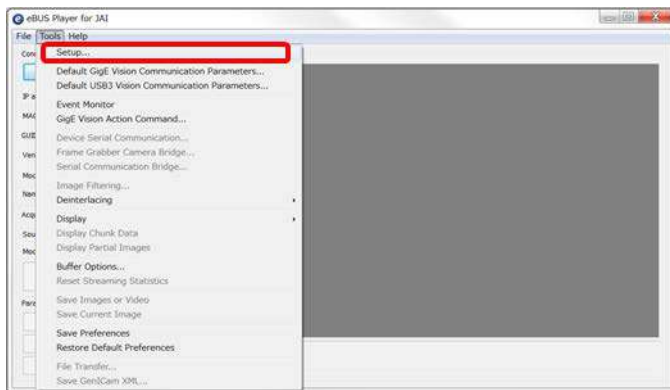 eBUS Player for JAI
File Tools Help
Setup...
Default GigE Vision Communication Parameters...
Default USB3 Vision Communication Parameters...
Event Monitor
GigE Vision Action Command...
Device Serial Communication...
Frame Grabber Camera Bridge...
Serial Communication Bridge...
Image Filtering...
Deinterlacing
Display
Display Chunk Data
Display Partial Images
Buffer Options...
Reset Streaming Statistics
Save Images or Video
Save Current Image
Save Preferences
Restore Default Preferences
File Transfer...
Save GenICam XML...